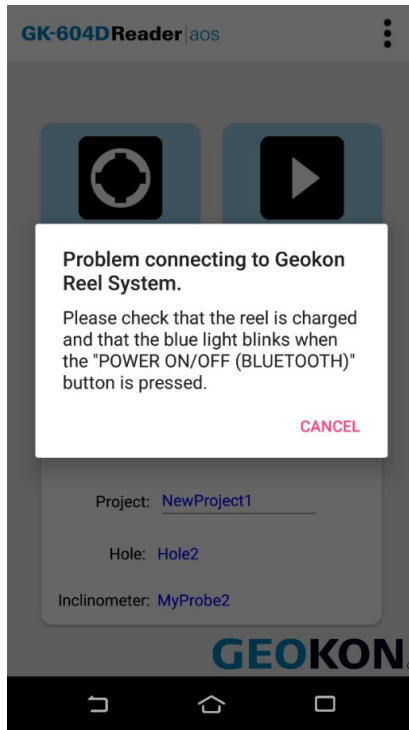 GK-604DReader|aos
Problem connecting to Geokon
Reel System.
Please check that the reel is charged
and that the blue light blinks when
the "POWER ON/OFF (BLUETOOTH)"
button is pressed.
CANCEL
Project: NewProject1
Hole: Hole2
Inclinometer: MyProbe2
GEOKON